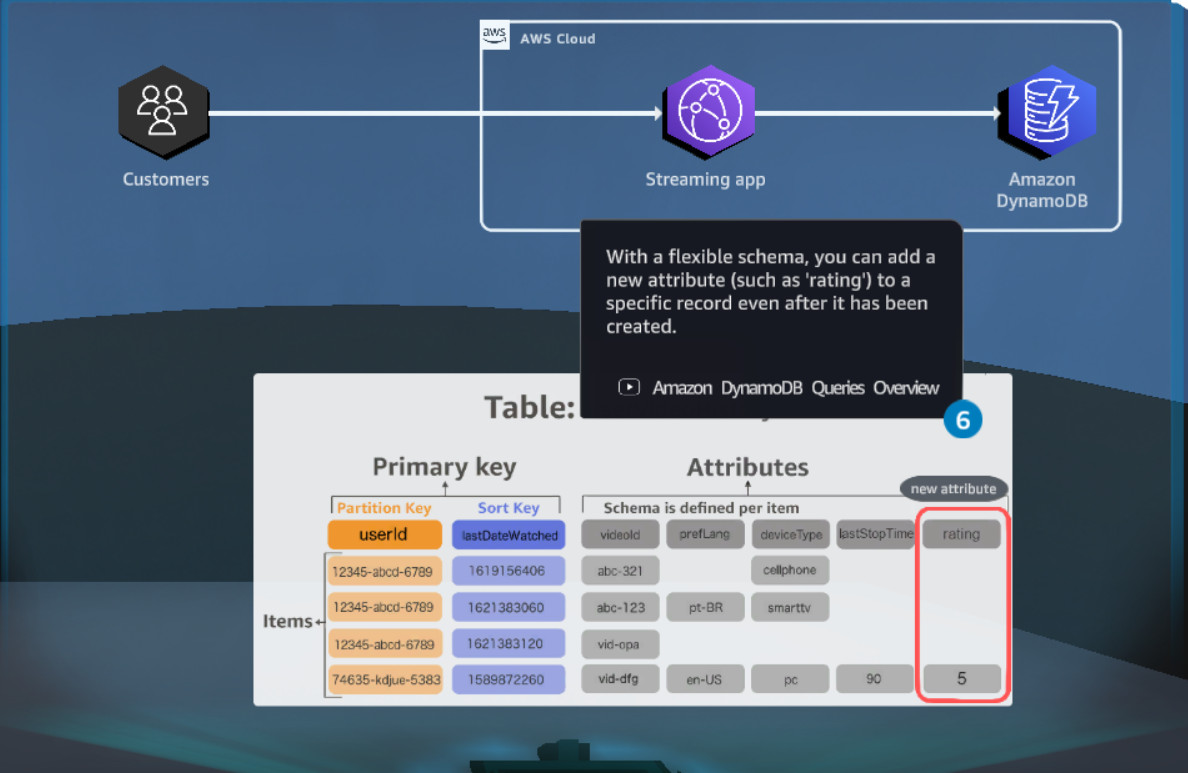 aws
AWS Cloud
Customers
Streaming app
Amazon
DynamoDB
With a flexible schema, you can add a
new attribute (such as 'rating') to a
specific record even after it has been
created.
Amazon DynamoDB Queries Overview
6
Table:
Primary key
Attributes
new attribute
Partition Key
Sort Key
Schema is defined per item
userId
lastDateWatched
videoId
prefLang
deviceType
lastStopTime
rating
Items
12345-abcd-6789
1619156406
abc-321
cellphone
12345-abcd-6789
1621383060
abc-123
pt-BR
smarttv
12345-abcd-6789
1621383120
vid-opa
74635-kdjue-5383
1589872260
vid-dfg
en-US
pc
90
5